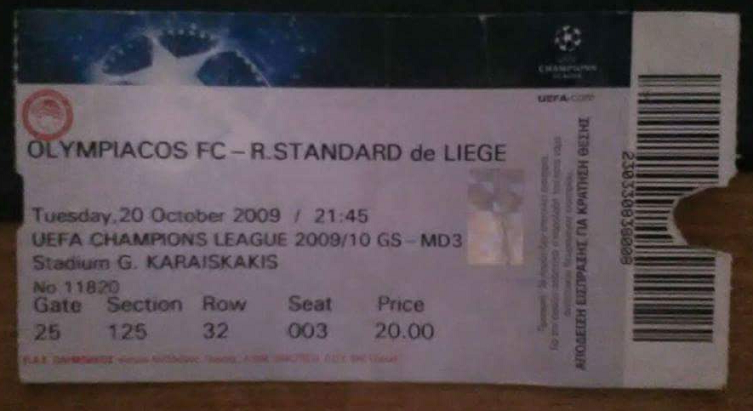 CHAMPIONS
LEAGUE
UEFA.com
OLYMPIACOS FC – R.STANDARD de LIEGE
Tuesday,20 October 2009 / 21:45
UEFA CHAMPIONS LEAGUE 2009/10 GS – MD3
Stadium G. KARAISKAKIS
No 11820
Gate Section Row Seat Price
25 125 32 003 20.00
ΑΠΟΔΕΙΞΗ ΕΙΣΠΡΑΞΗΣ ΓΙΑ ΚΡΑΤΗΣΗ ΘΕΣΗΣ